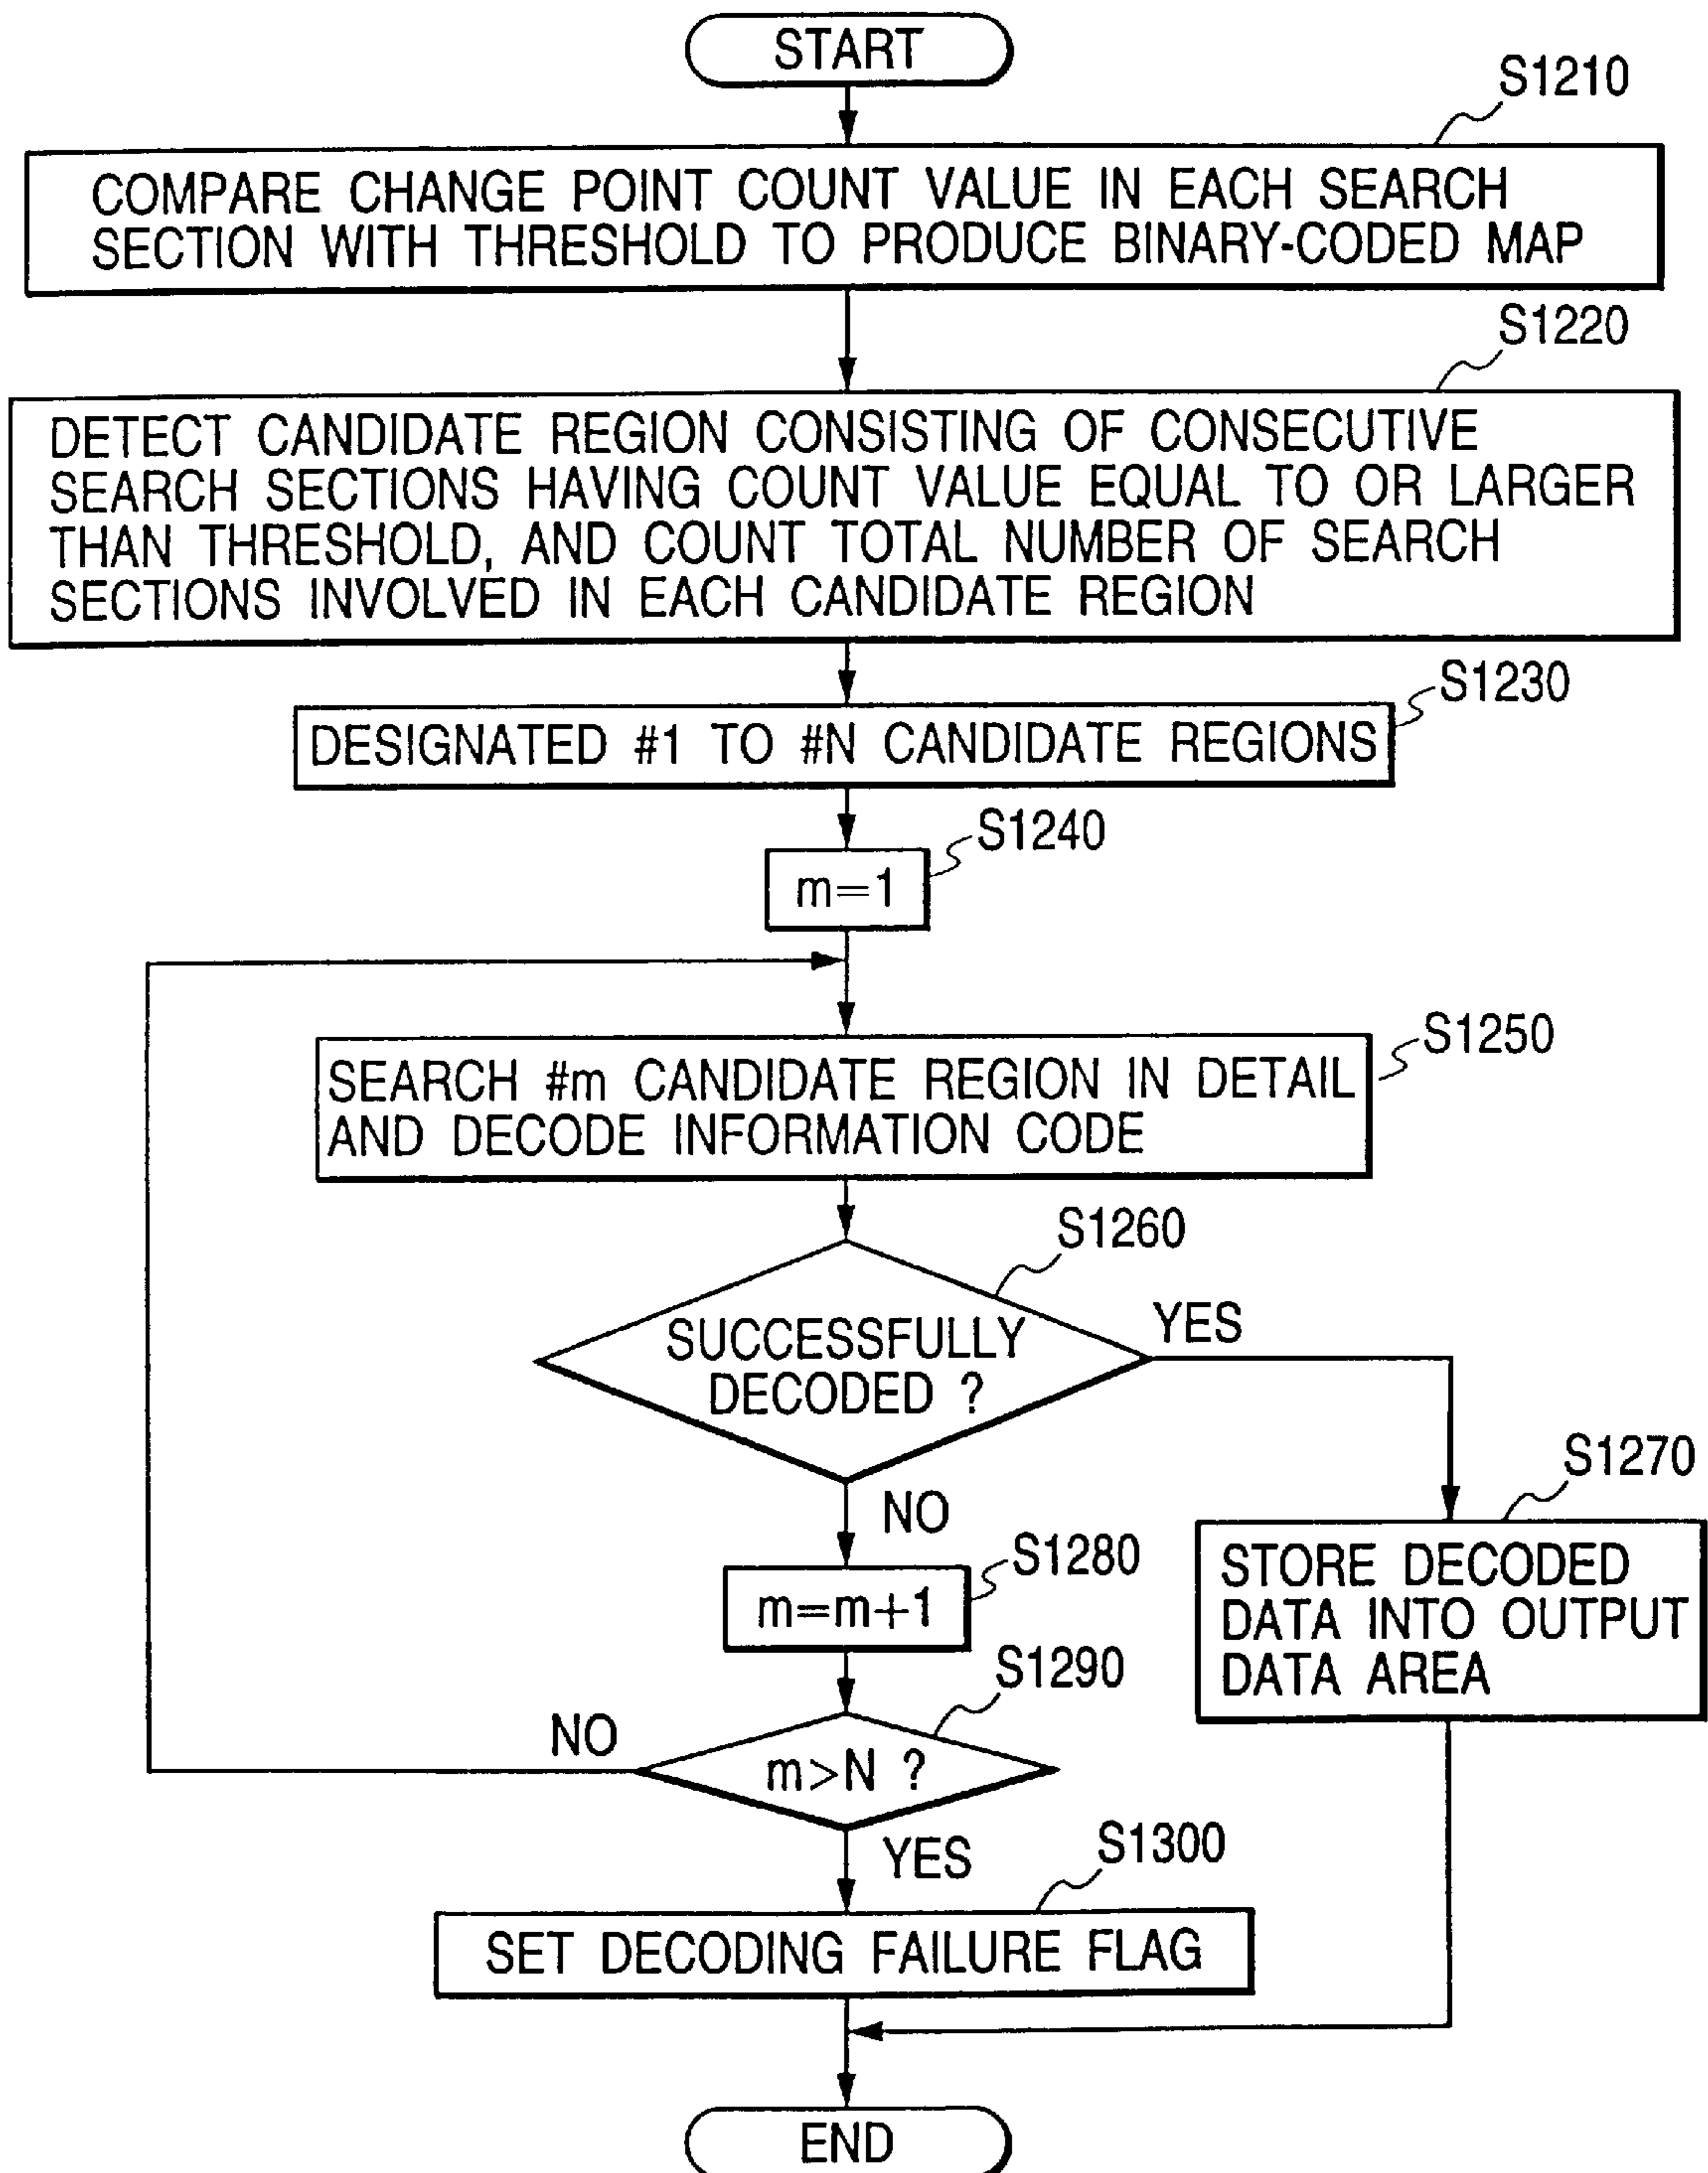 START
S1210
COMPARE CHANGE POINT COUNT VALUE IN EACH SEARCH
SECTION WITH THRESHOLD TO PRODUCE BINARY-CODED MAP
S1220
DETECT CANDIDATE REGION CONSISTING OF CONSECUTIVE
SEARCH SECTIONS HAVING COUNT VALUE EQUAL TO OR LARGER
THAN THRESHOLD, AND COUNT TOTAL NUMBER OF SEARCH
SECTIONS INVOLVED IN EACH CANDIDATE REGION
S1230
DESIGNATED #1 TO #N CANDIDATE REGIONS
S1240
m=1
S1250
SEARCH #m CANDIDATE REGION IN DETAIL
AND DECODE INFORMATION CODE
S1260
SUCCESSFULLY
DECODED ?
YES
NO
S1270
STORE DECODED
DATA INTO OUTPUT
DATA AREA
S1280
m=m+1
S1290
m>N ?
NO
YES
S1300
SET DECODING FAILURE FLAG
END